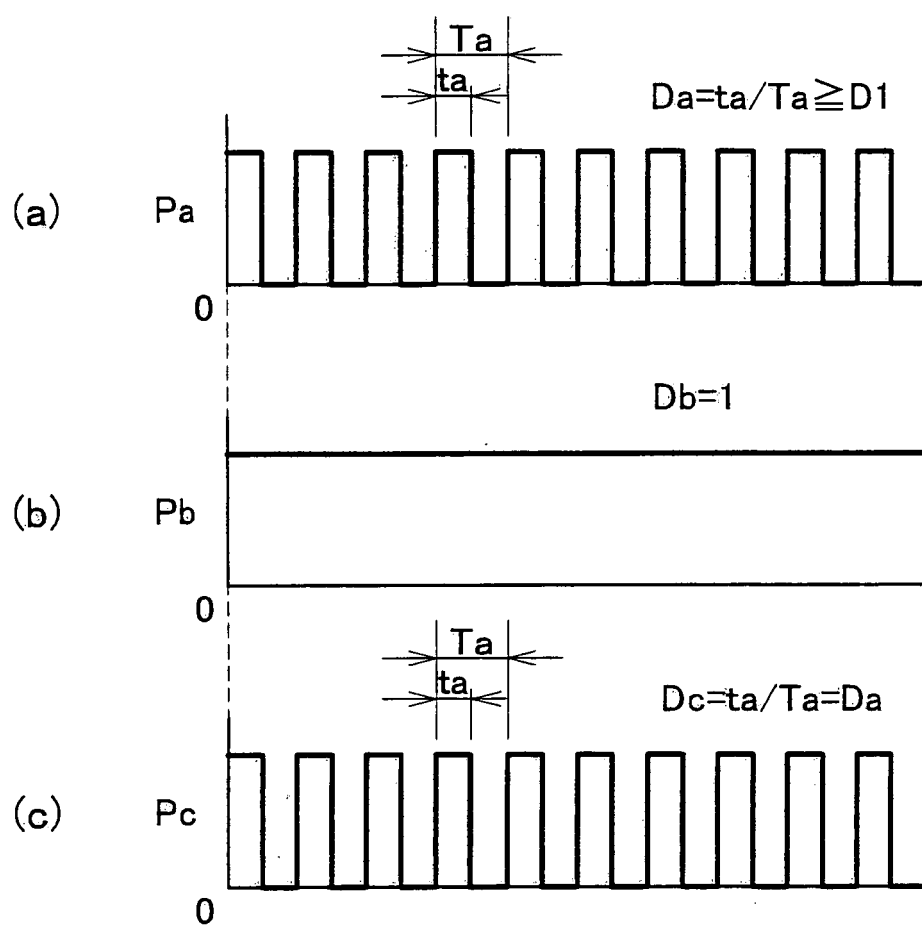 Ta
ta
Da=ta/Ta≧D1
(a)
Pa
0
Db=1
(b)
Pb
0
Ta
ta
Dc=ta/Ta=Da
(c)
Pc
0